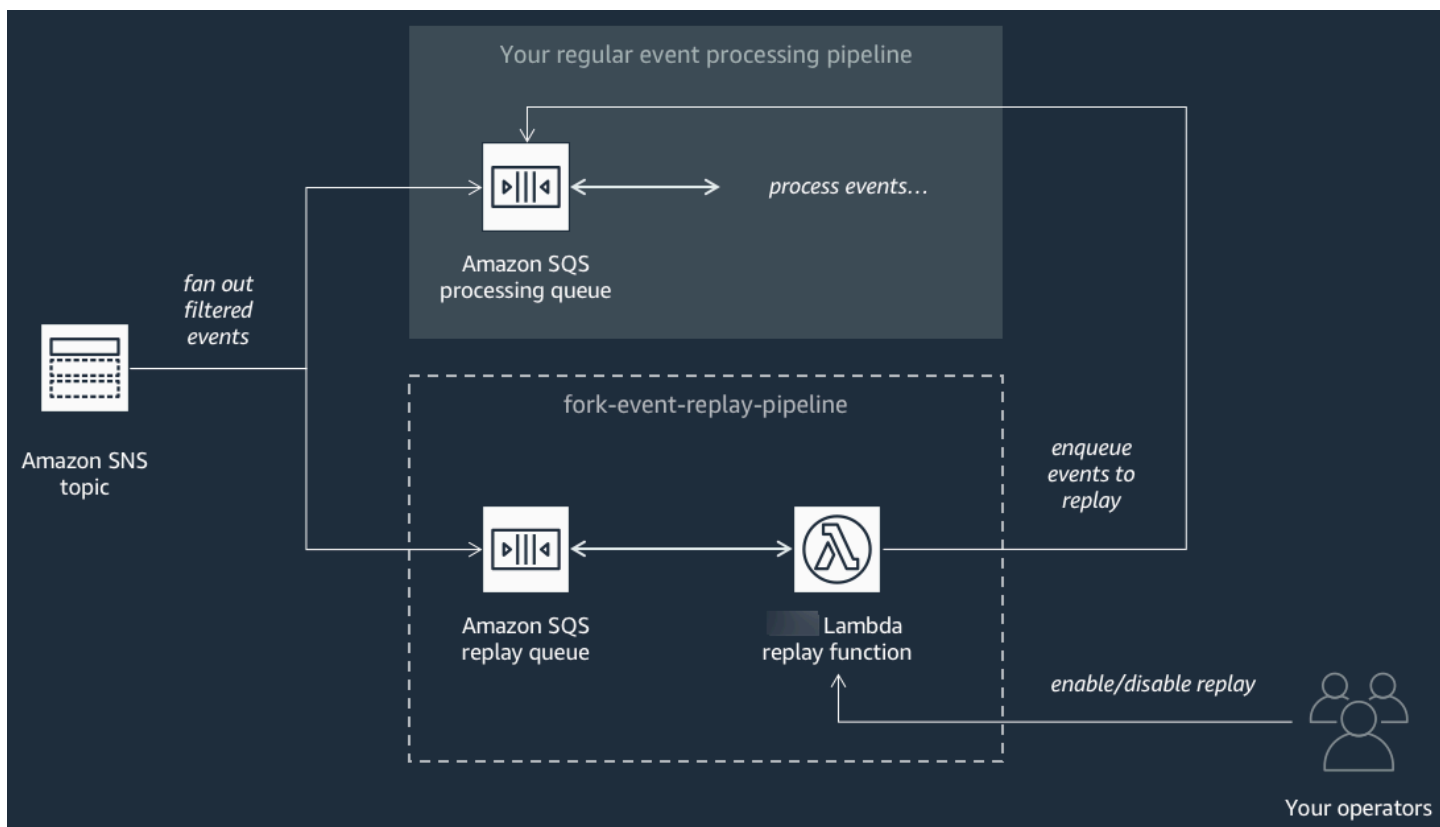 Your regular event processing pipeline
process events...
Amazon SQS
processing queue
fan out
filtered
events
Amazon SNS
topic
fork-event-replay-pipeline
enqueue
events to
replay
Amazon SQS
replay queue
Lambda
replay function
enable/disable replay
Your operators